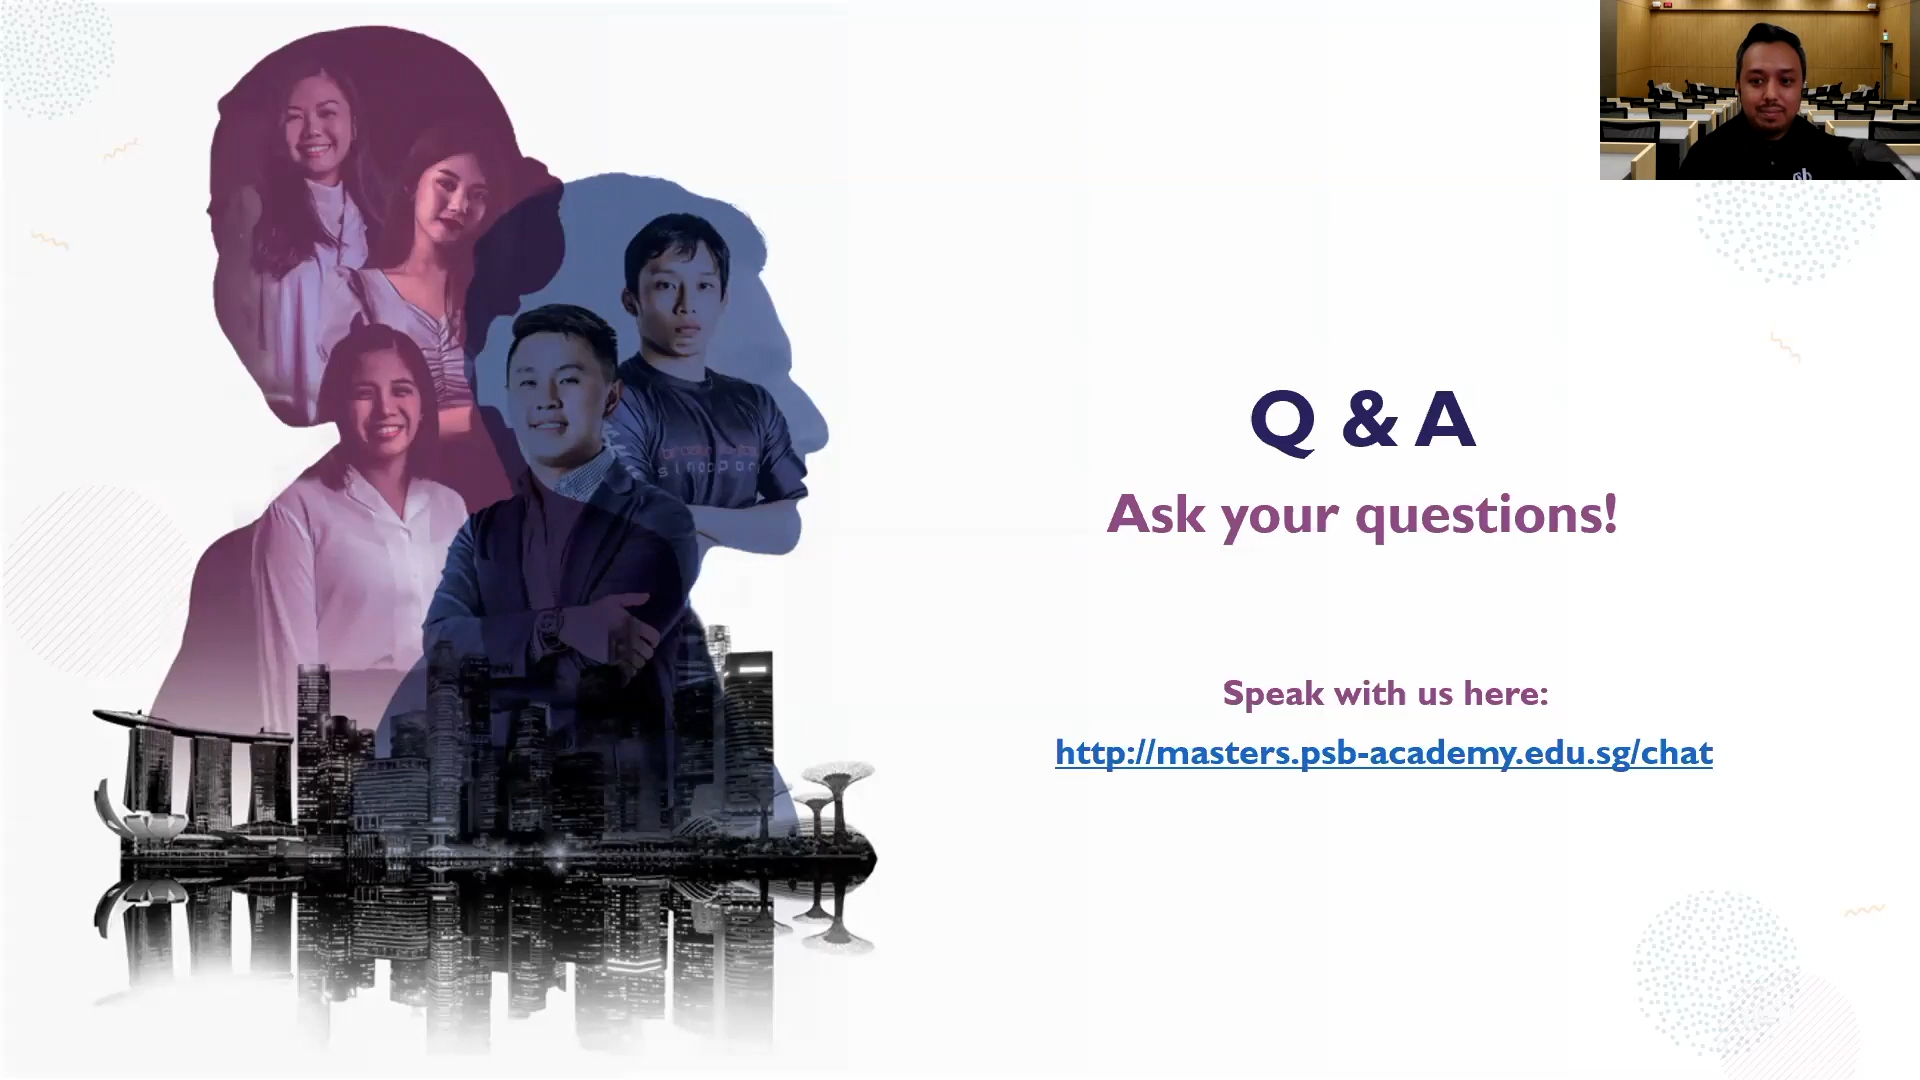 Q & A
Ask your questions!
Speak with us here:
http://masters.psb-academy.edu.sg/chat